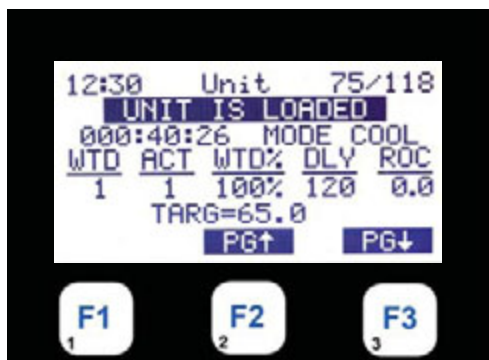 12:30 Unit 75/118
UNIT IS LOADED
000:40:26 MODE COOL
WTD ACT WTD% DLY ROC
1 1 100% 120 0.0
TARG=65.0
PG↑ PG↓
F1 F2 F3
1 2 3